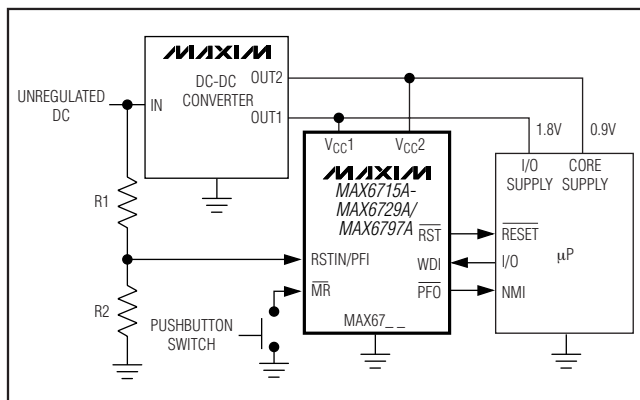 MAXIM
DC-DC
CONVERTER
OUT2
OUT1
IN
UNREGULATED
DC
R1
R2
VCC1
VCC2
MAXIM
MAX6715A-
MAX6729A/
MAX6797A
RSTIN/PFI
MR
RST
WDI
PFO
MAX67_ _
PUSHBUTTON
SWITCH
1.8V
0.9V
I/O
SUPPLY
CORE
SUPPLY
RESET
I/O
NMI
µP